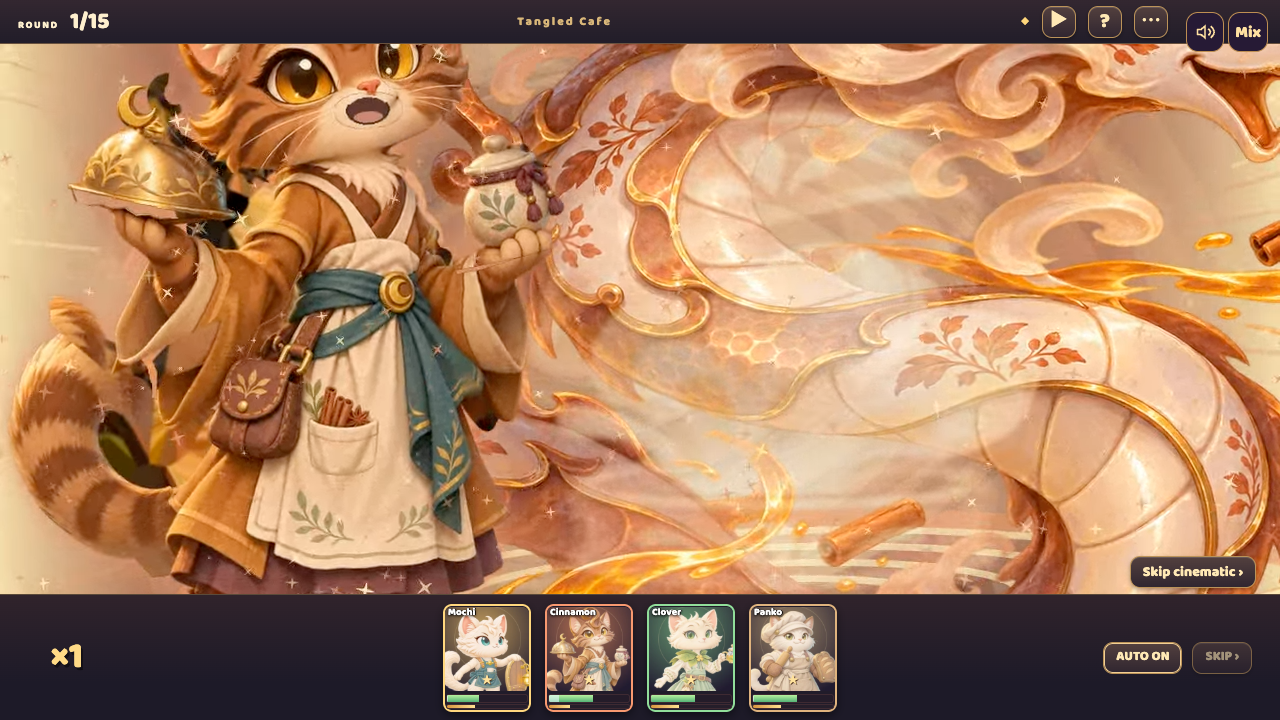 ROUND 1/15
Tangled Cafe
?
Mix
Skip cinematic ›
×1
Mochi
Cinnamon
Clover
Panko
AUTO ON
SKIP ›